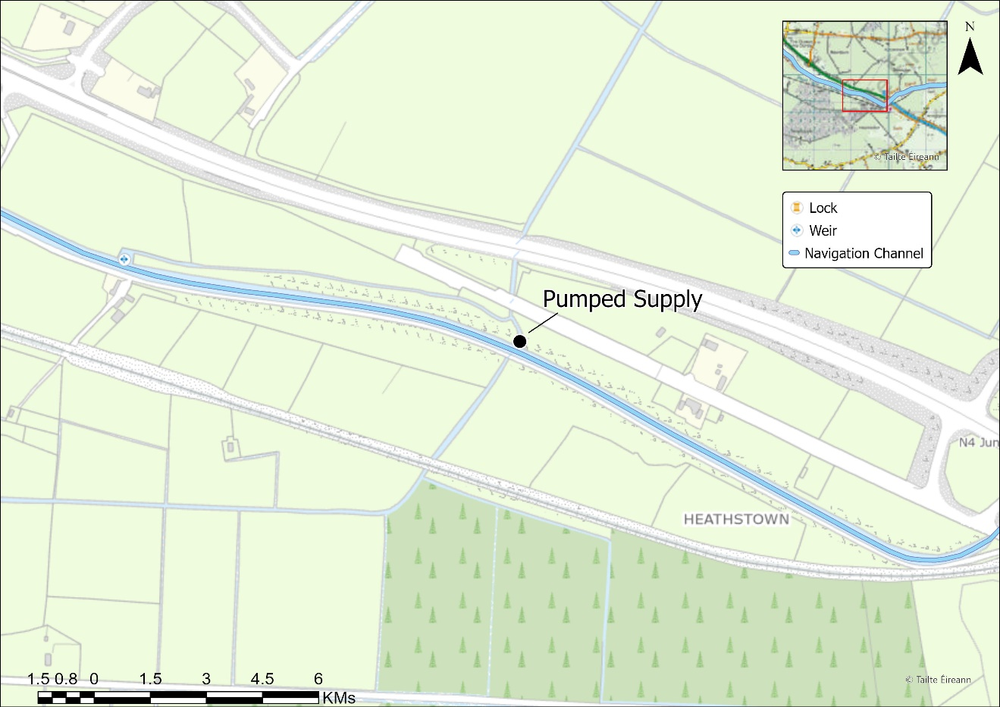 N
© Tailte Éireann
Lock
Weir
Navigation Channel
Pumped Supply
N4 Jun
HEATHSTOWN
1.5 0.8 0 1.5 3 4.5 6
KMs
© Tailte Éireann